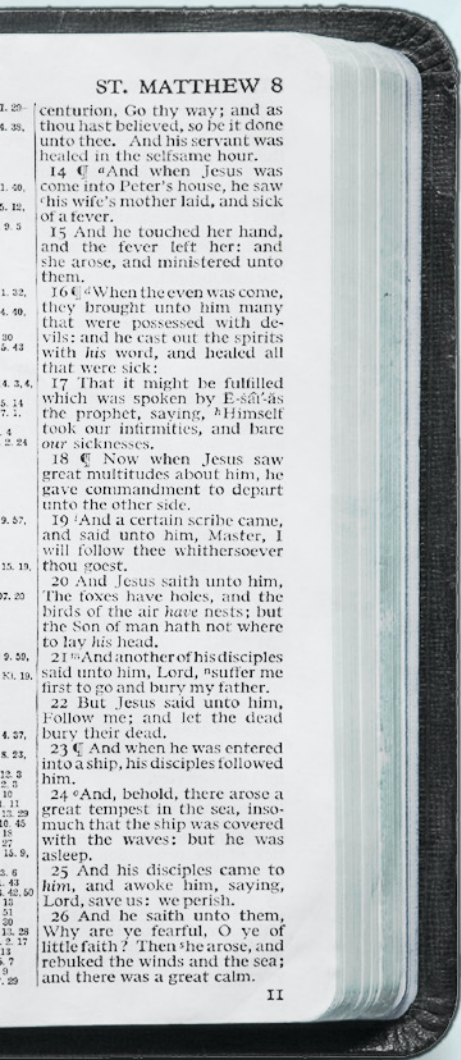 ST. MATTHEW 8
centurion, Go thy way; and as
thou hast believed, so be it done
unto thee. And his servant was
healed in the selfsame hour.
14 ¶ And when Jesus was
come into Peter's house, he saw
his wife's mother laid, and sick
of a fever.
15 And he touched her hand,
and the fever left her: and
she arose, and ministered unto
them.
16 ¶ When the even was come,
they brought unto him many
that were possessed with de-
vils: and he cast out the spirits
with his word, and healed all
that were sick:
17 That it might be fulfilled
which was spoken by E-śāi'-ăs
the prophet, saying, ʰHimself
took our infirmities, and bare
our sicknesses.
18 ¶ Now when Jesus saw
great multitudes about him, he
gave commandment to depart
unto the other side.
19 And a certain scribe came,
and said unto him, Master, I
will follow thee whithersoever
thou goest.
20 And Jesus saith unto him,
The foxes have holes, and the
birds of the air have nests; but
the Son of man hath not where
to lay his head.
21 ᵐAnd another of his disciples
said unto him, Lord, ⁿsuffer me
first to go and bury my father.
22 But Jesus said unto him,
Follow me; and let the dead
bury their dead.
23 ¶ And when he was entered
into a ship, his disciples followed
him.
24 ᵒAnd, behold, there arose a
great tempest in the sea, inso-
much that the ship was covered
with the waves: but he was
asleep.
25 And his disciples came to
him, and awoke him, saying,
Lord, save us: we perish.
26 And he saith unto them,
Why are ye fearful, O ye of
little faith? Then ˢhe arose, and
rebuked the winds and the sea;
and there was a great calm.
11